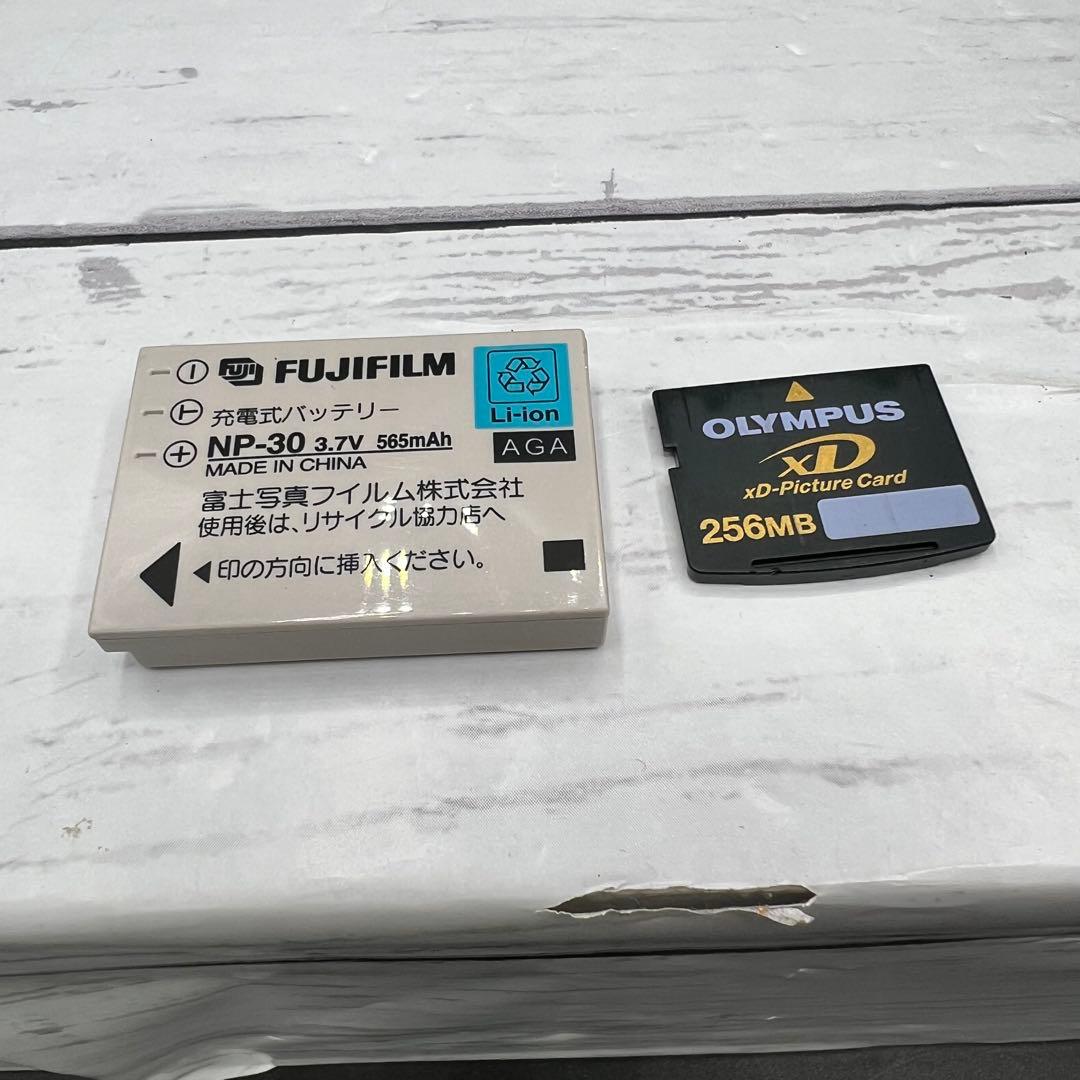 FUJI FUJIFILM
充電式バッテリー
NP-30 3.7V 565mAh
MADE IN CHINA
富士写真フイルム株式会社
使用後は、リサイクル協力店へ
◀印の方向に挿入ください。
Li-ion
AGA
OLYMPUS
xD
xD-Picture Card
256MB